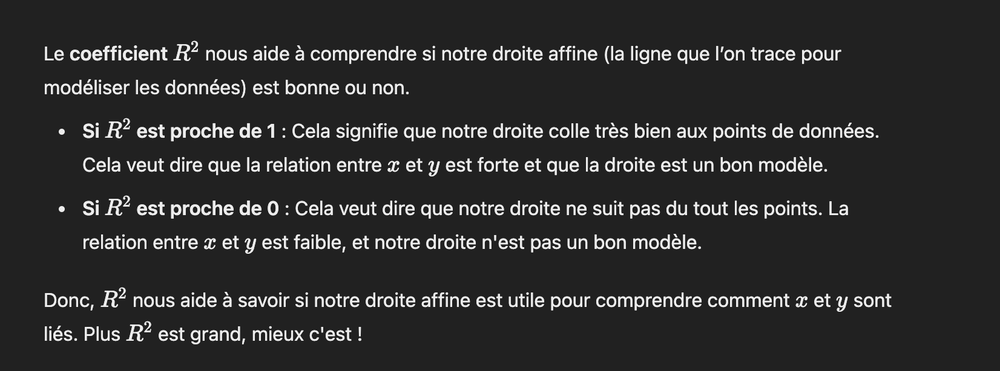 Le coefficient R² nous aide à comprendre si notre droite affine (la ligne que l’on trace pour
modéliser les données) est bonne ou non.
• Si R² est proche de 1 : Cela signifie que notre droite colle très bien aux points de données.
Cela veut dire que la relation entre x et y est forte et que la droite est un bon modèle.
• Si R² est proche de 0 : Cela veut dire que notre droite ne suit pas du tout les points. La
relation entre x et y est faible, et notre droite n'est pas un bon modèle.
Donc, R² nous aide à savoir si notre droite affine est utile pour comprendre comment x et y sont
liés. Plus R² est grand, mieux c'est !